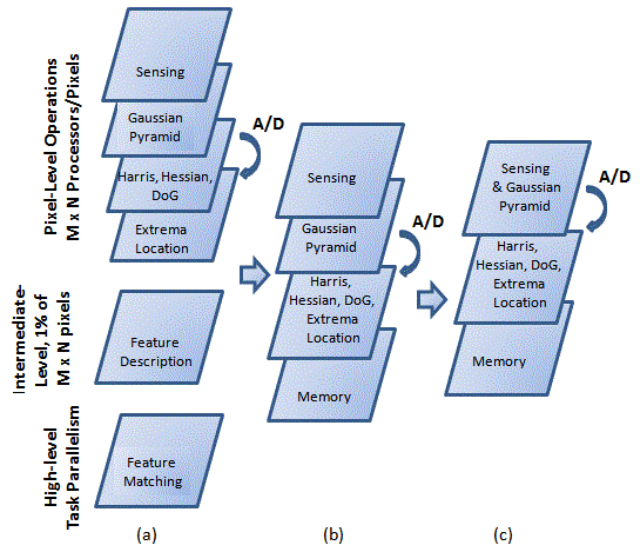 Pixel-Level Operations
M x N Processors/Pixels
Intermediate-
Level, 1% of
M x N pixels
High-level
Task Parallelism
Sensing
Gaussian
Pyramid
A/D
Harris, Hessian,
DoG
Extrema
Location
Feature
Description
Feature
Matching
(a)
Sensing
Gaussian
Pyramid
A/D
Harris,
Hessian, DoG,
Extrema
Location
Memory
(b)
Sensing
& Gaussian
Pyramid
A/D
Harris,
Hessian, DoG,
Extrema
Location
Memory
(c)